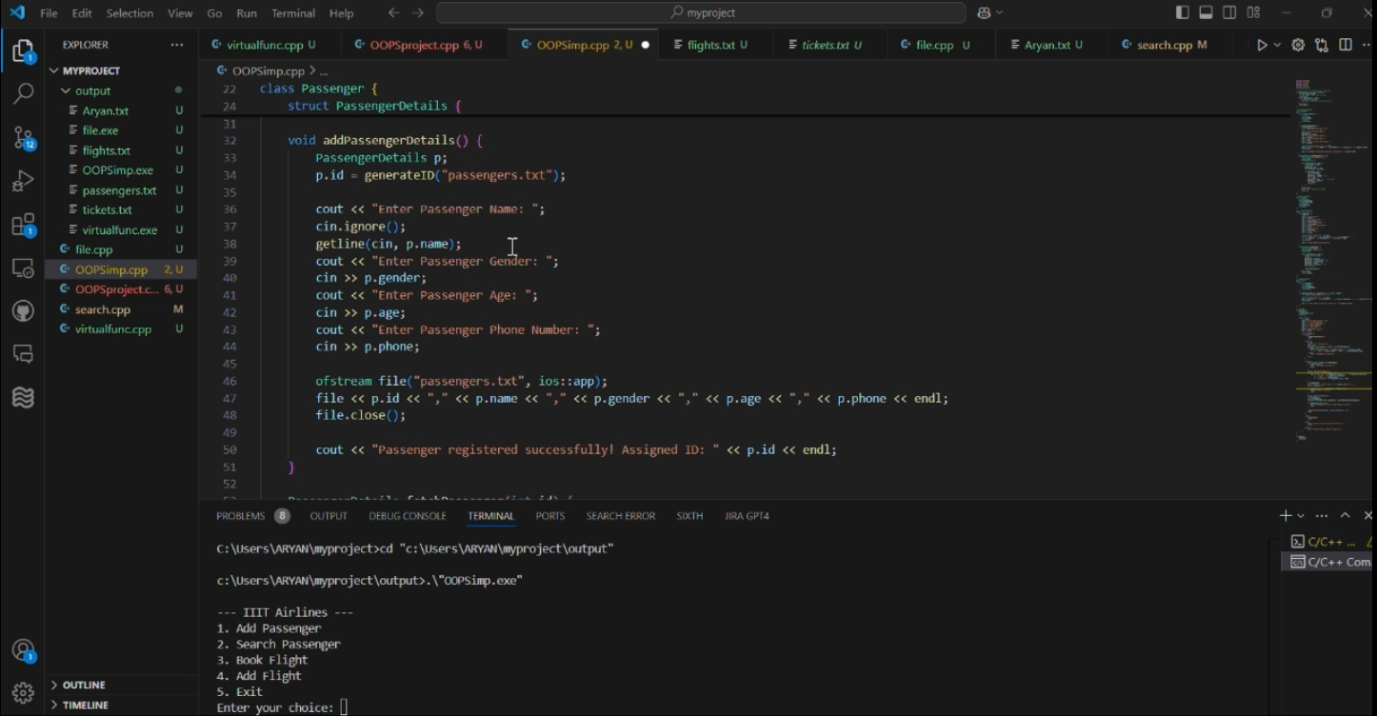 File Edit Selection View Go Run Terminal Help myproject
EXPLORER
MYPROJECT
output
Aryan.txt U
file.exe U
flights.txt U
OOPSimp.exe U
passengers.txt U
tickets.txt U
virtualfunc.exe U
file.cpp U
OOPSimp.cpp 2, U
OOPSproject.c... 6, U
search.cpp M
virtualfunc.cpp U
OUTLINE
TIMELINE
virtualfunc.cpp U OOPSproject.cpp 6, U OOPSimp.cpp 2, U flights.txt U tickets.txt U file.cpp U Aryan.txt U search.cpp M
OOPSimp.cpp > ...
22 class Passenger {
24 struct PassengerDetails {
31
32 void addPassengerDetails() {
33 PassengerDetails p;
34 p.id = generateID("passengers.txt");
35
36 cout << "Enter Passenger Name: ";
37 cin.ignore();
38 getline(cin, p.name);
39 cout << "Enter Passenger Gender: ";
40 cin >> p.gender;
41 cout << "Enter Passenger Age: ";
42 cin >> p.age;
43 cout << "Enter Passenger Phone Number: ";
44 cin >> p.phone;
45
46 ofstream file("passengers.txt", ios::app);
47 file << p.id << "," << p.name << "," << p.gender << "," << p.age << "," << p.phone << endl;
48 file.close();
49
50 cout << "Passenger registered successfully! Assigned ID: " << p.id << endl;
51 }
52
PROBLEMS 8 OUTPUT DEBUG CONSOLE TERMINAL PORTS SEARCH ERROR SIXTH JIRA GPT4
C:\Users\ARYAN\myproject>cd "c:\Users\ARYAN\myproject\output"
c:\Users\ARYAN\myproject\output>.\"OOPSimp.exe"
--- IIIT Airlines ---
1. Add Passenger
2. Search Passenger
3. Book Flight
4. Add Flight
5. Exit
Enter your choice:
C/C++ ...
C/C++ Com
1
12
1
1